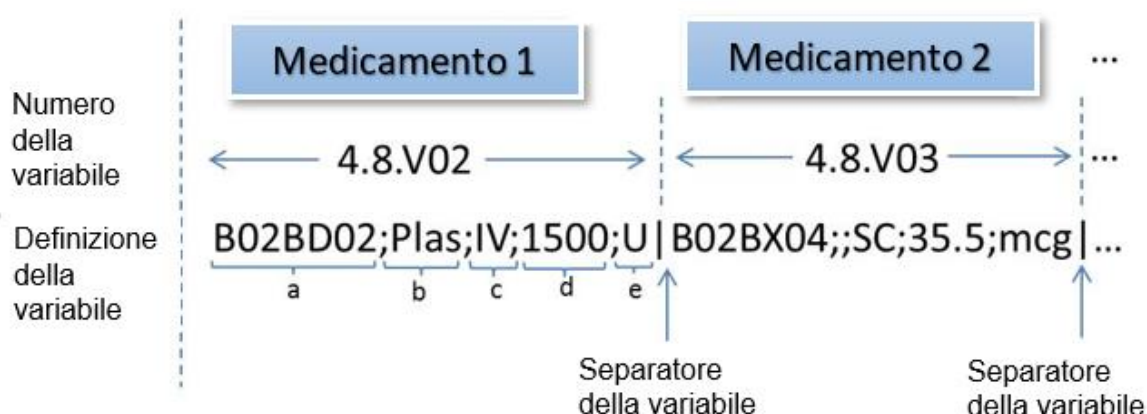 Medicamento 1
Medicamento 2
...
Numero
della
variabile
4.8.V02
4.8.V03
...
Definizione
della
variabile
B02BD02;Plas;IV;1500;U|B02BX04;;SC;35.5;mcg|...
a
b
c
d
e
Separatore
della variabile
Separatore
della variabile